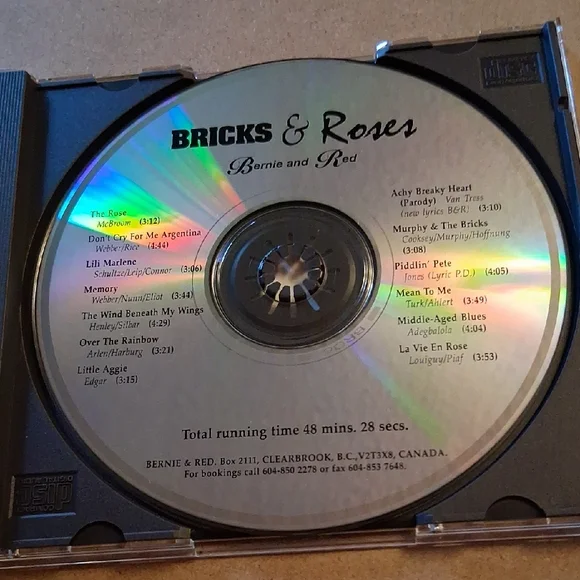 BRICKS & Roses
Bernie and Red
The Rose
McBroom (3:12)
Don't Cry For Me Argentina
Webber/Rice (4:44)
Lili Marlene
Schultze/Leip/Connor (3:06)
Memory
Webber/Nunn/Eliot (3:44)
The Wind Beneath My Wings
Henley/Silbar (4:29)
Over The Rainbow
Arlen/Harburg (3:21)
Little Aggie
Edgar (3:15)
Achy Breaky Heart
(Parody) Van Tress
(new lyrics B&R) (3:10)
Murphy & The Bricks
Cooksey/Murphy/Hoffnung
(3:08)
Piddlin' Pete
Jones (Lyric P.D.) (4:05)
Mean To Me
Turk/Ahlert (3:49)
Middle-Aged Blues
Adegbalola (4:04)
La Vie En Rose
Louiguy/Piaf (3:53)
Total running time 48 mins. 28 secs.
BERNIE & RED. Box 2111, CLEARBROOK, B.C.,V2T3X8, CANADA.
For bookings call 604-850 2278 or fax 604-853 7648.